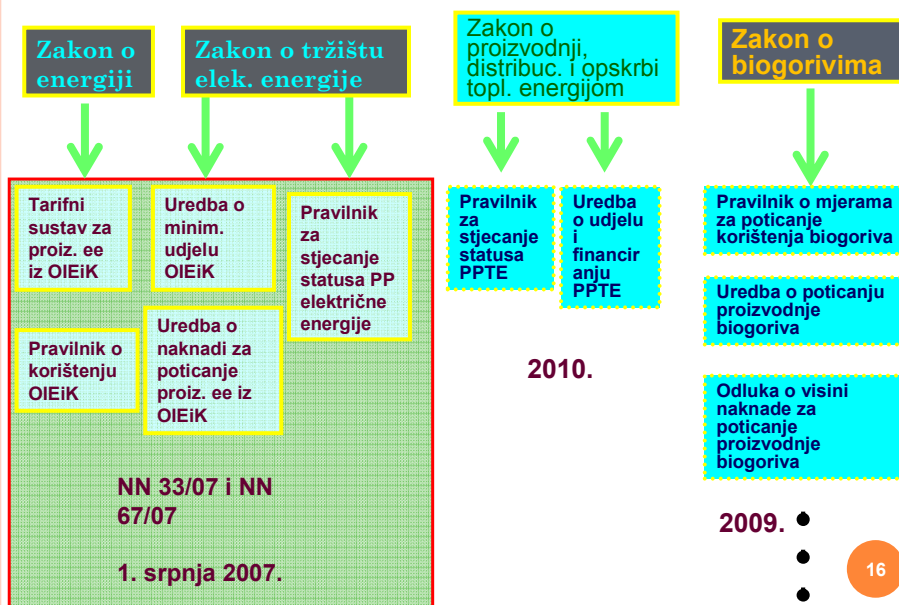 Zakon o
energiji
Zakon o tržištu
elek. energije
Zakon o
proizvodnji,
distribuc. i opskrbi
topl. energijom
Zakon o
biogorivima
Tarifni
sustav za
proiz. ee
iz OIEiK
Uredba o
minim.
udjelu
OIEiK
Pravilnik
za
stjecanje
statusa PP
električne
energije
Pravilnik o
korištenju
OIEiK
Uredba o
naknadi za
poticanje
proiz. ee iz
OIEiK
NN 33/07 i NN
67/07
1. srpnja 2007.
Pravilnik
za
stjecanje
statusa
PPTE
Uredba
o udjelu
i
financir
anju
PPTE
2010.
Pravilnik o mjerama
za poticanje
korištenja biogoriva
Uredba o poticanju
proizvodnje
biogoriva
Odluka o visini
naknade za
poticanje
proizvodnje
biogoriva
2009.
16